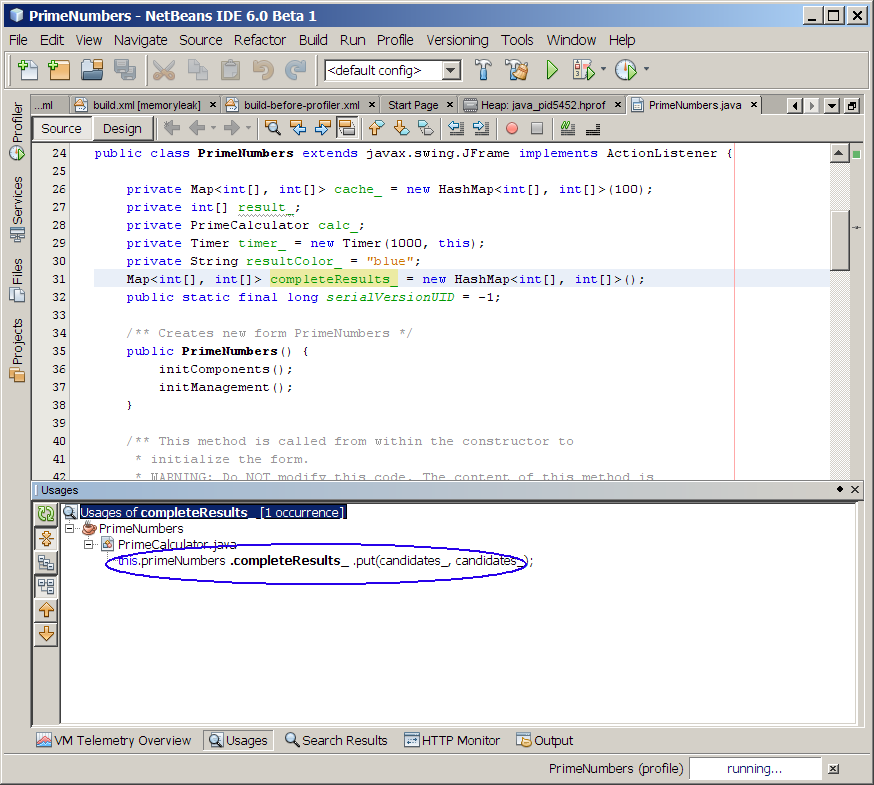 PrimeNumbers - NetBeans IDE 6.0 Beta 1
File Edit View Navigate Source Refactor Build Run Profile Versioning Tools Window Help
<default config>
...ml build.xml [memoryleak] build-before-profiler.xml Start Page Heap: java_pid5452.hprof PrimeNumbers.java
Source Design
Profiler
Services
Files
Projects
24 public class PrimeNumbers extends javax.swing.JFrame implements ActionListener {
25
26 private Map<int[], int[]> cache_ = new HashMap<int[], int[]>(100);
27 private int[] result_;
28 private PrimeCalculator calc_;
29 private Timer timer_ = new Timer(1000, this);
30 private String resultColor_ = "blue";
31 Map<int[], int[]> completeResults_ = new HashMap<int[], int[]>();
32 public static final long serialVersionUID = -1;
33
34 /** Creates new form PrimeNumbers */
35 public PrimeNumbers() {
36 initComponents();
37 initManagement();
38 }
39
40 /** This method is called from within the constructor to
41 * initialize the form.
42 * WARNING: Do NOT modify this code. The content of this method is
Usages
Usages of completeResults_ [1 occurrence]
PrimeNumbers
PrimeCalculator.java
this.primeNumbers .completeResults_ .put(candidates_, candidates_);
VM Telemetry Overview Usages Search Results HTTP Monitor Output
PrimeNumbers (profile) running...